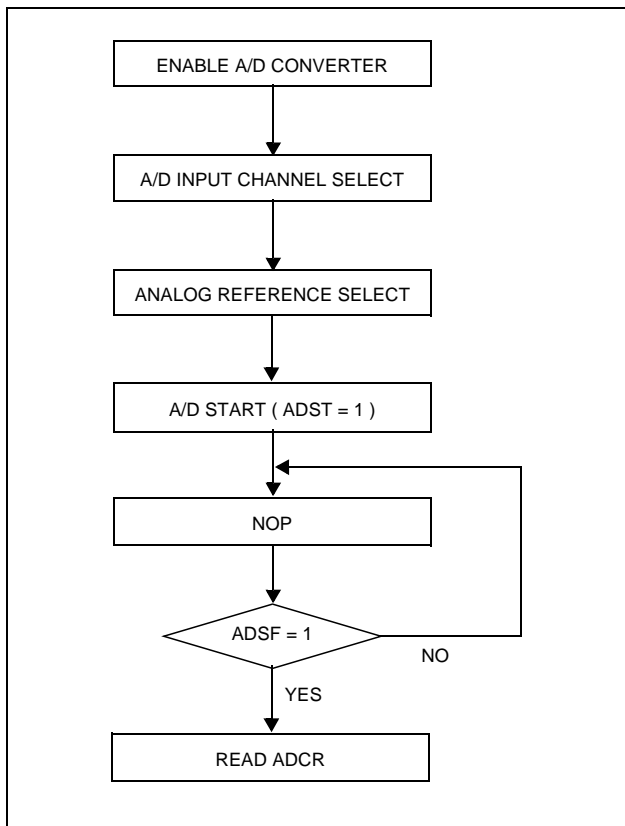 ENABLE A/D CONVERTER
A/D INPUT CHANNEL SELECT
ANALOG REFERENCE SELECT
A/D START ( ADST = 1 )
NOP
ADSF = 1
NO
YES
READ ADCR